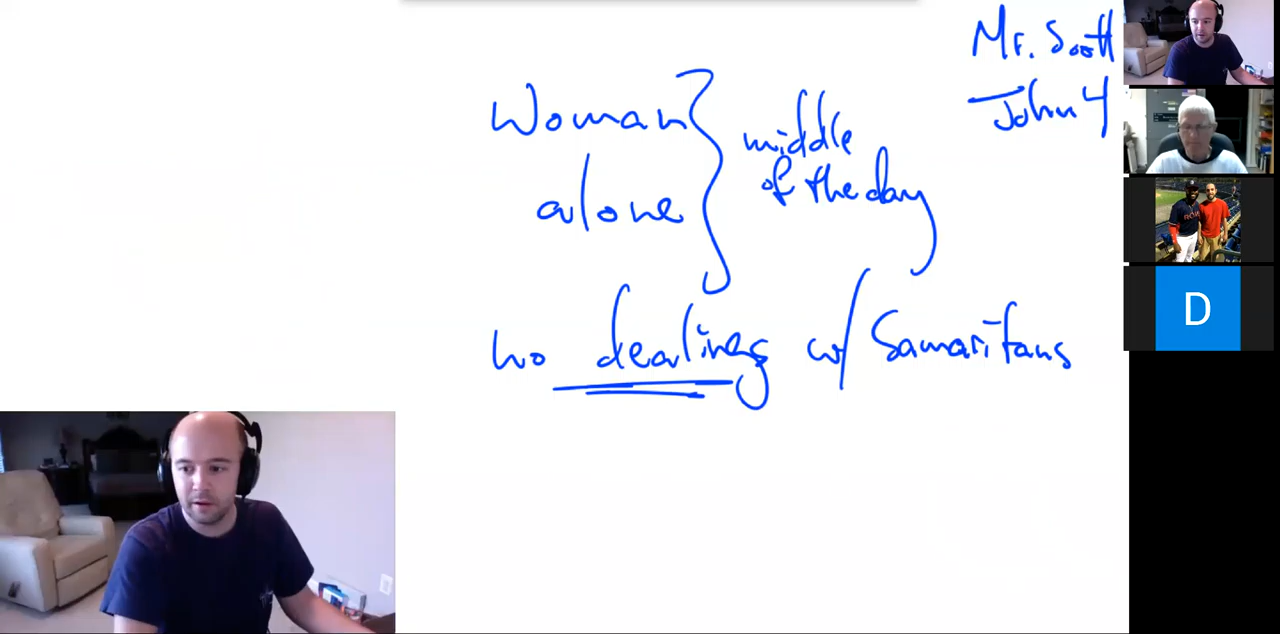 Mr. Scott
John 4
Woman
alone
middle
of the day
no dealings w/ Samaritans
D